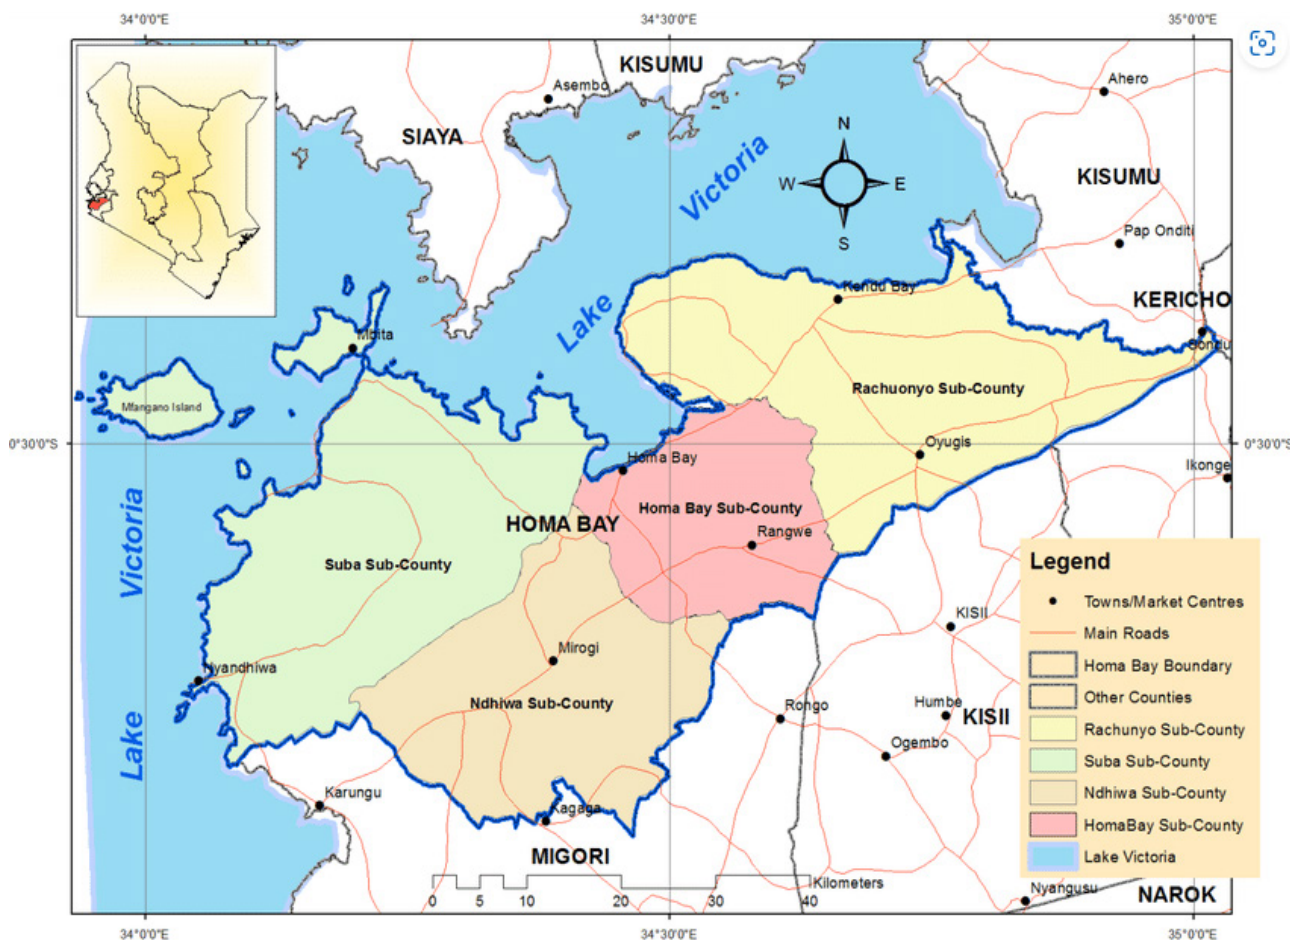 34°0'0"E
34°30'0"E
35°0'0"E
KISUMU
Asembo
Ahero
SIAYA
Victoria
N
W
E
S
KISUMU
Pap Onditi
Kendu Bay
KERICHO
Lake
Mbita
Sondu
Rachuonyo Sub-County
Mfangano Island
0°30'0"S
0°30'0"S
Oyugis
Homa Bay
Ikonge
Homa Bay Sub-County
HOMA BAY
Rangwe
Victoria
Suba Sub-County
Legend
Towns/Market Centres
KISII
Main Roads
Mirogi
Nyandhiwa
Homa Bay Boundary
Other Counties
Ndhiwa Sub-County
Rongo
Humbe
KISII
Rachunyo Sub-County
Lake
Ogembo
Suba Sub-County
Karungu
Ndhiwa Sub-County
Kagaga
HomaBay Sub-County
MIGORI
Lake Victoria
Kilometers
Nyangusu
NAROK
0 5 10 20 30 40
34°0'0"E
34°30'0"E
35°0'0"E